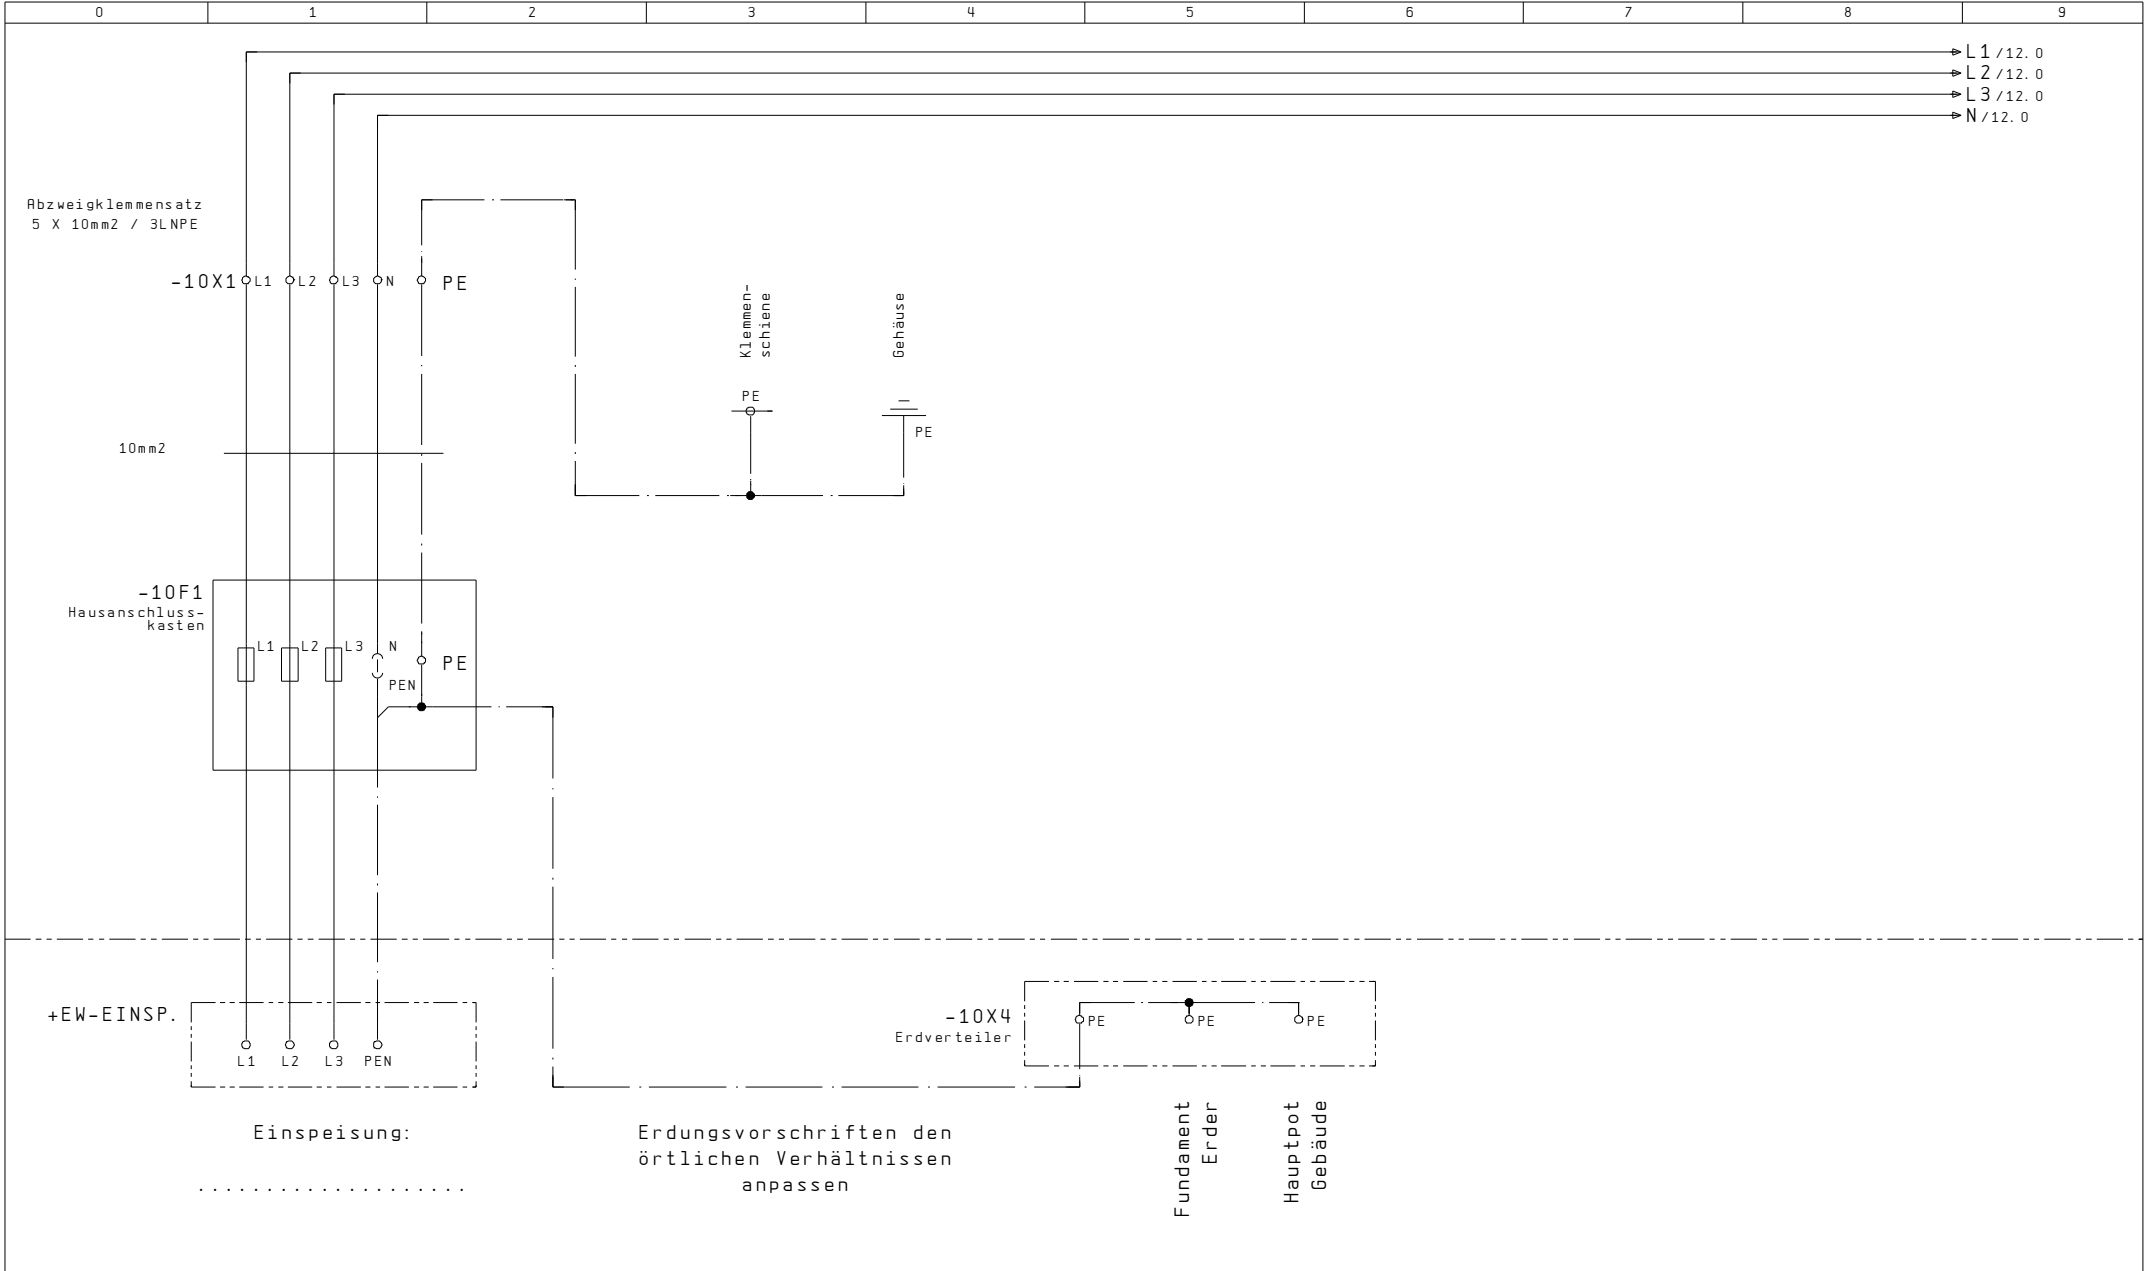 0 1 2 3 4 5 6 7 8 9
L1/12.0
L2/12.0
L3/12.0
N/12.0
Abzweigklemmensatz
5 X 10mm2 / 3LNPE
-10X1 L1 L2 L3 N PE
Klemmen-
schiene
Gehäuse
PE
PE
10mm2
-10F1
Hausanschluss-
kasten
L1 L2 L3 N
PE
PEN
+EW-EINSP.
L1 L2 L3 PEN
-10X4
Erdverteiler
PE PE PE
Einspeisung:
....................
Erdungsvorschriften den
örtlichen Verhältnissen
anpassen
Fundament
Erder
Hauptpot
Gebäude